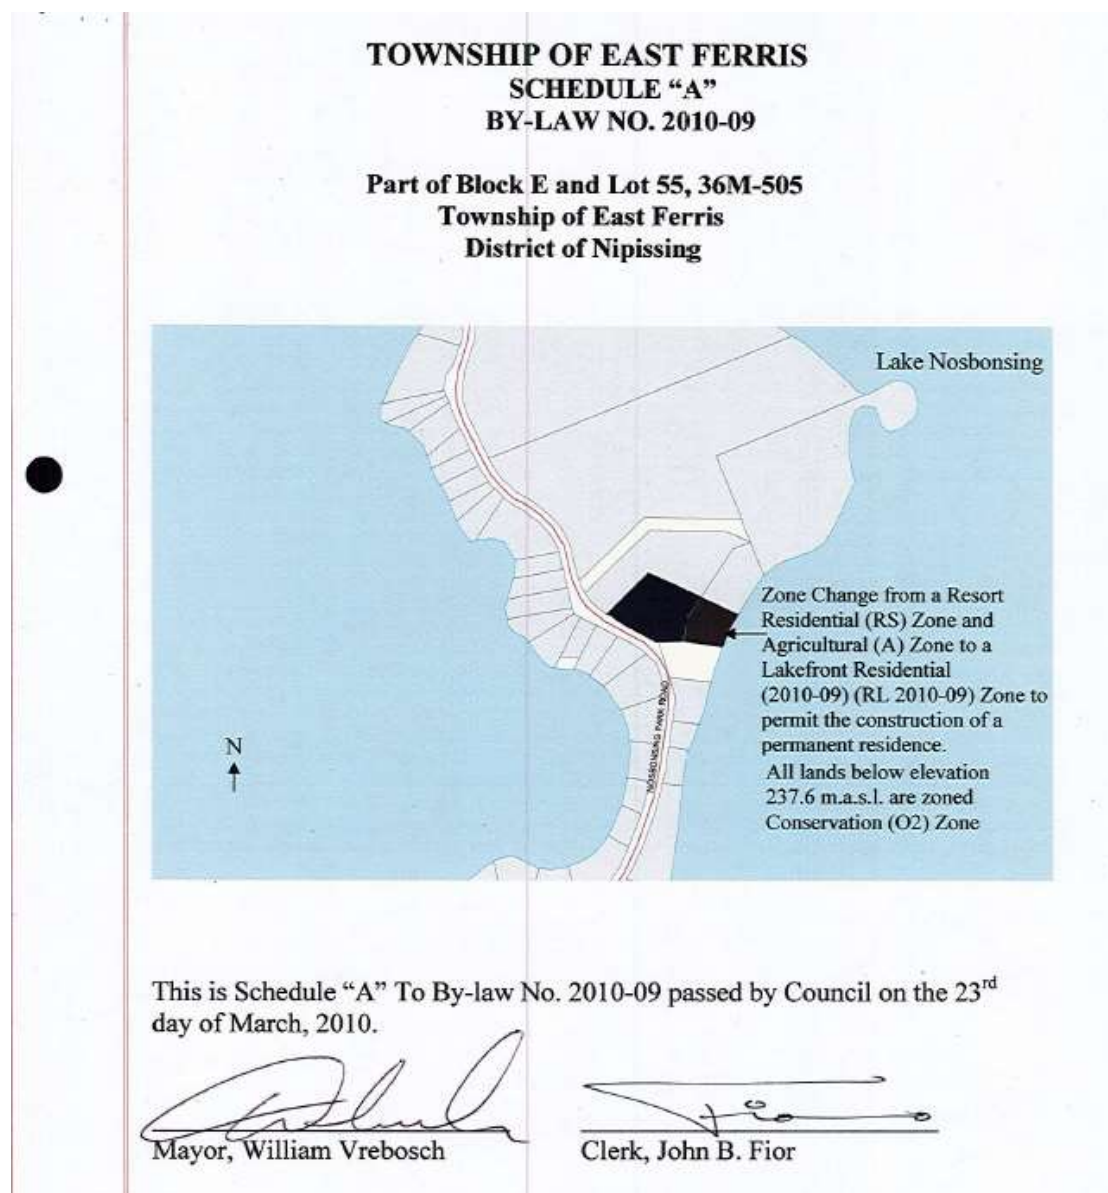 TOWNSHIP OF EAST FERRIS
SCHEDULE “A”
BY-LAW NO. 2010-09
Part of Block E and Lot 55, 36M-505
Township of East Ferris
District of Nipissing
Lake Nosbonsing
Zone Change from a Resort
Residential (RS) Zone and
Agricultural (A) Zone to a
Lakefront Residential
(2010-09) (RL 2010-09) Zone to
permit the construction of a
permanent residence.
All lands below elevation
237.6 m.a.s.l. are zoned
Conservation (O2) Zone
NOSBONSING PARK ROAD
N
This is Schedule “A” To By-law No. 2010-09 passed by Council on the 23rd
day of March, 2010.
Mayor, William Vrebosch
Clerk, John B. Fior